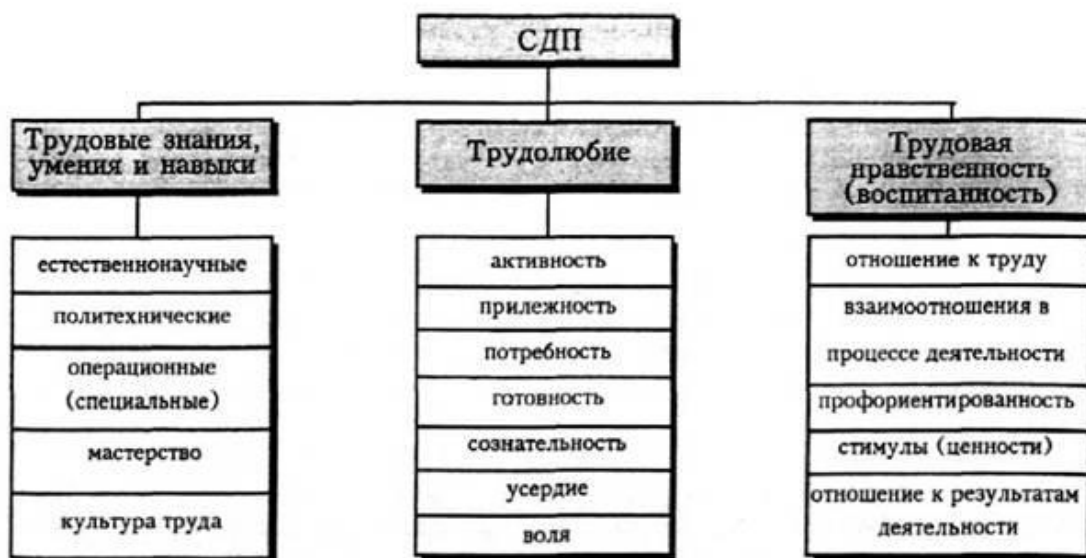 СДП
Трудовые знания,
умения и навыки
естественнонаучные
политехнические
операционные
(специальные)
мастерство
культура труда
Трудолюбие
активность
прилежность
потребность
готовность
сознательность
усердие
воля
Трудовая
нравственность
(воспитанность)
отношение к труду
взаимоотношения в
процессе деятельности
профориентированность
стимулы (ценности)
отношение к результатам
деятельности